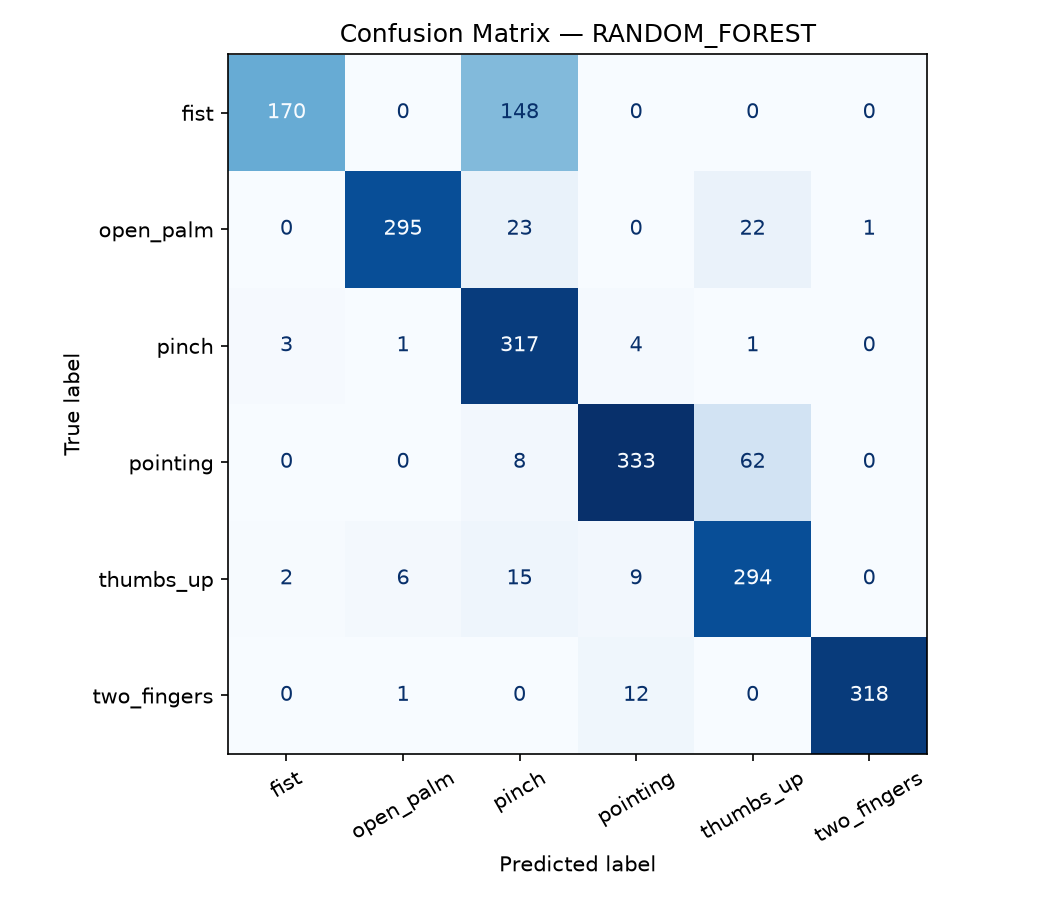 Confusion Matrix — RANDOM_FOREST
fist 170 0 148 0 0 0
open_palm 0 295 23 0 22 1
pinch 3 1 317 4 1 0
True label
pointing 0 0 8 333 62 0
thumbs_up 2 6 15 9 294 0
two_fingers 0 1 0 12 0 318
fist open_palm pinch pointing thumbs_up two_fingers
Predicted label